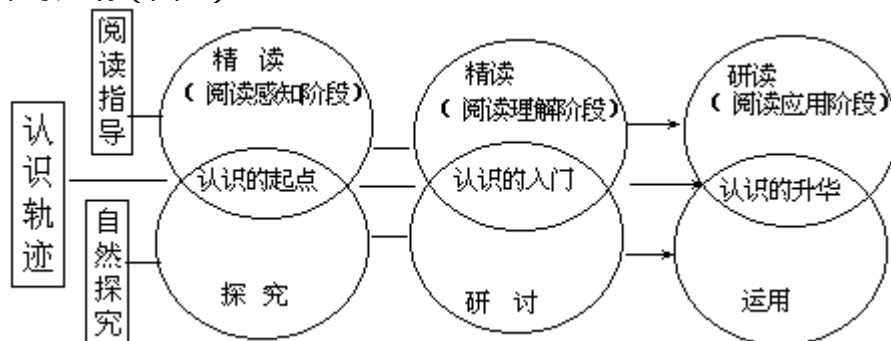 阅读指导
精 读
（阅读感知阶段）
精读
（阅读理解阶段）
研读
（阅读应用阶段）
认识轨迹
认识的起点
认识的入门
认识的升华
自然探究
探 究
研 讨
运用